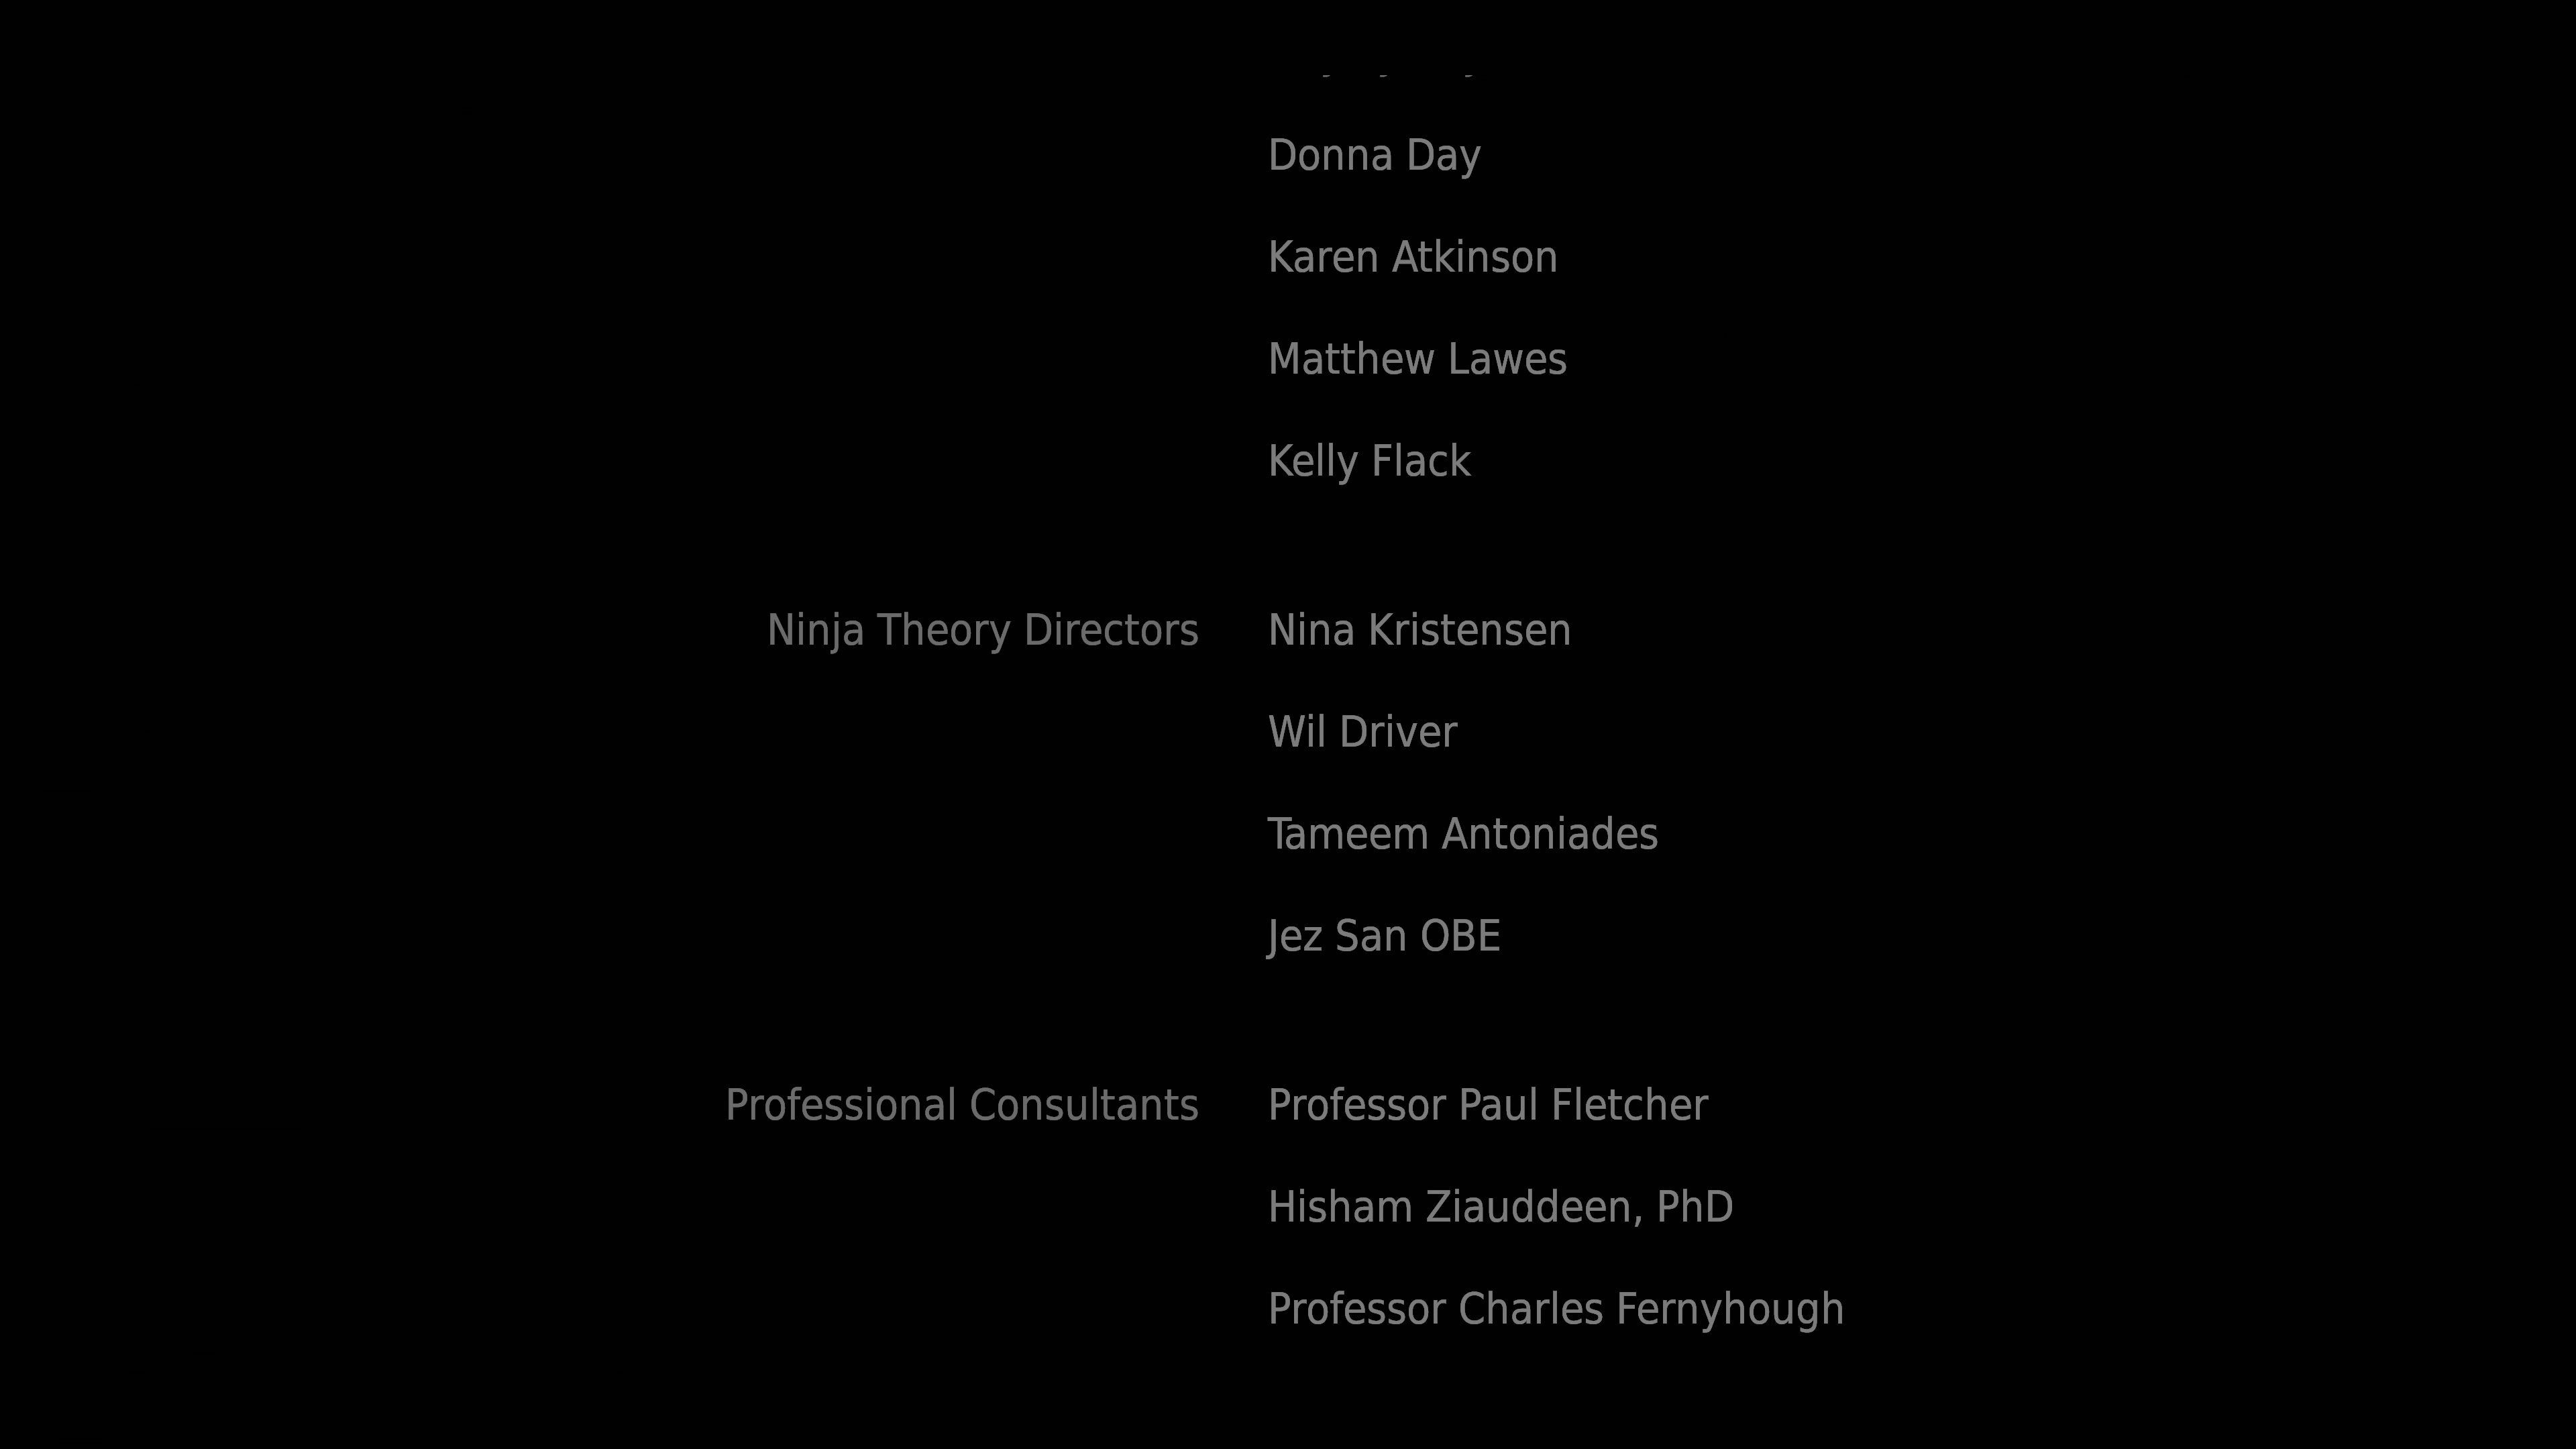 Donna Day
Karen Atkinson
Matthew Lawes
Kelly Flack
Ninja Theory Directors Nina Kristensen
Wil Driver
Tameem Antoniades
Jez San OBE
Professional Consultants Professor Paul Fletcher
Hisham Ziauddeen, PhD
Professor Charles Fernyhough